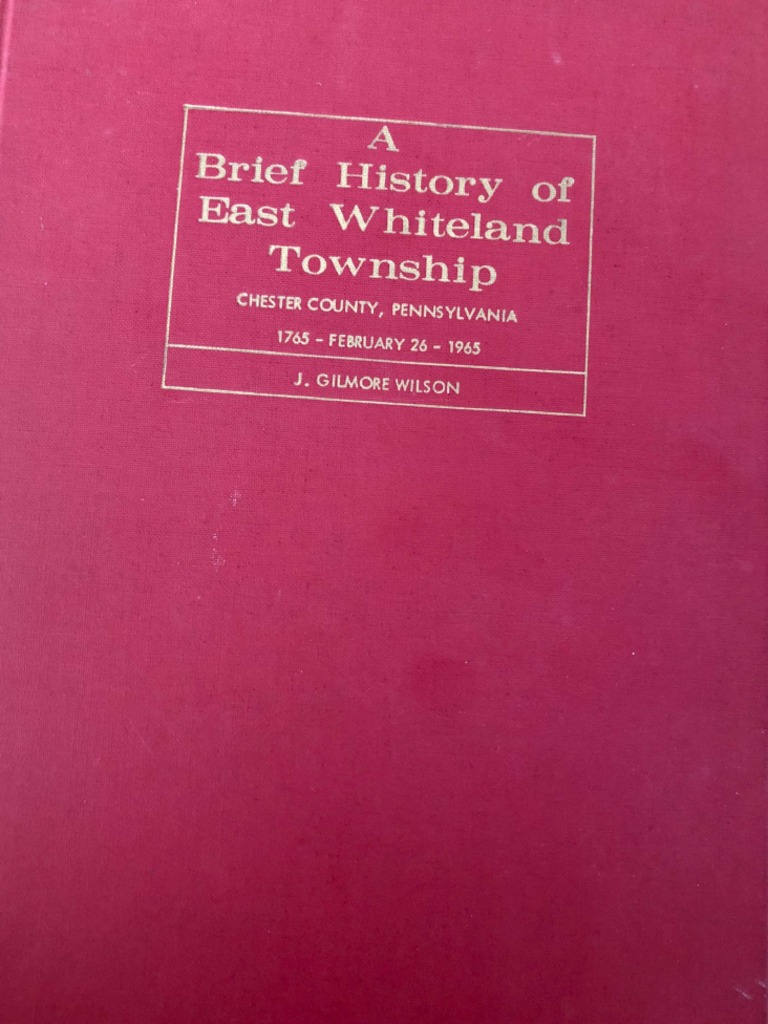 A
Brief History of
East Whiteland
Township
CHESTER COUNTY, PENNSYLVANIA
1765 - FEBRUARY 26 - 1965
J. GILMORE WILSON